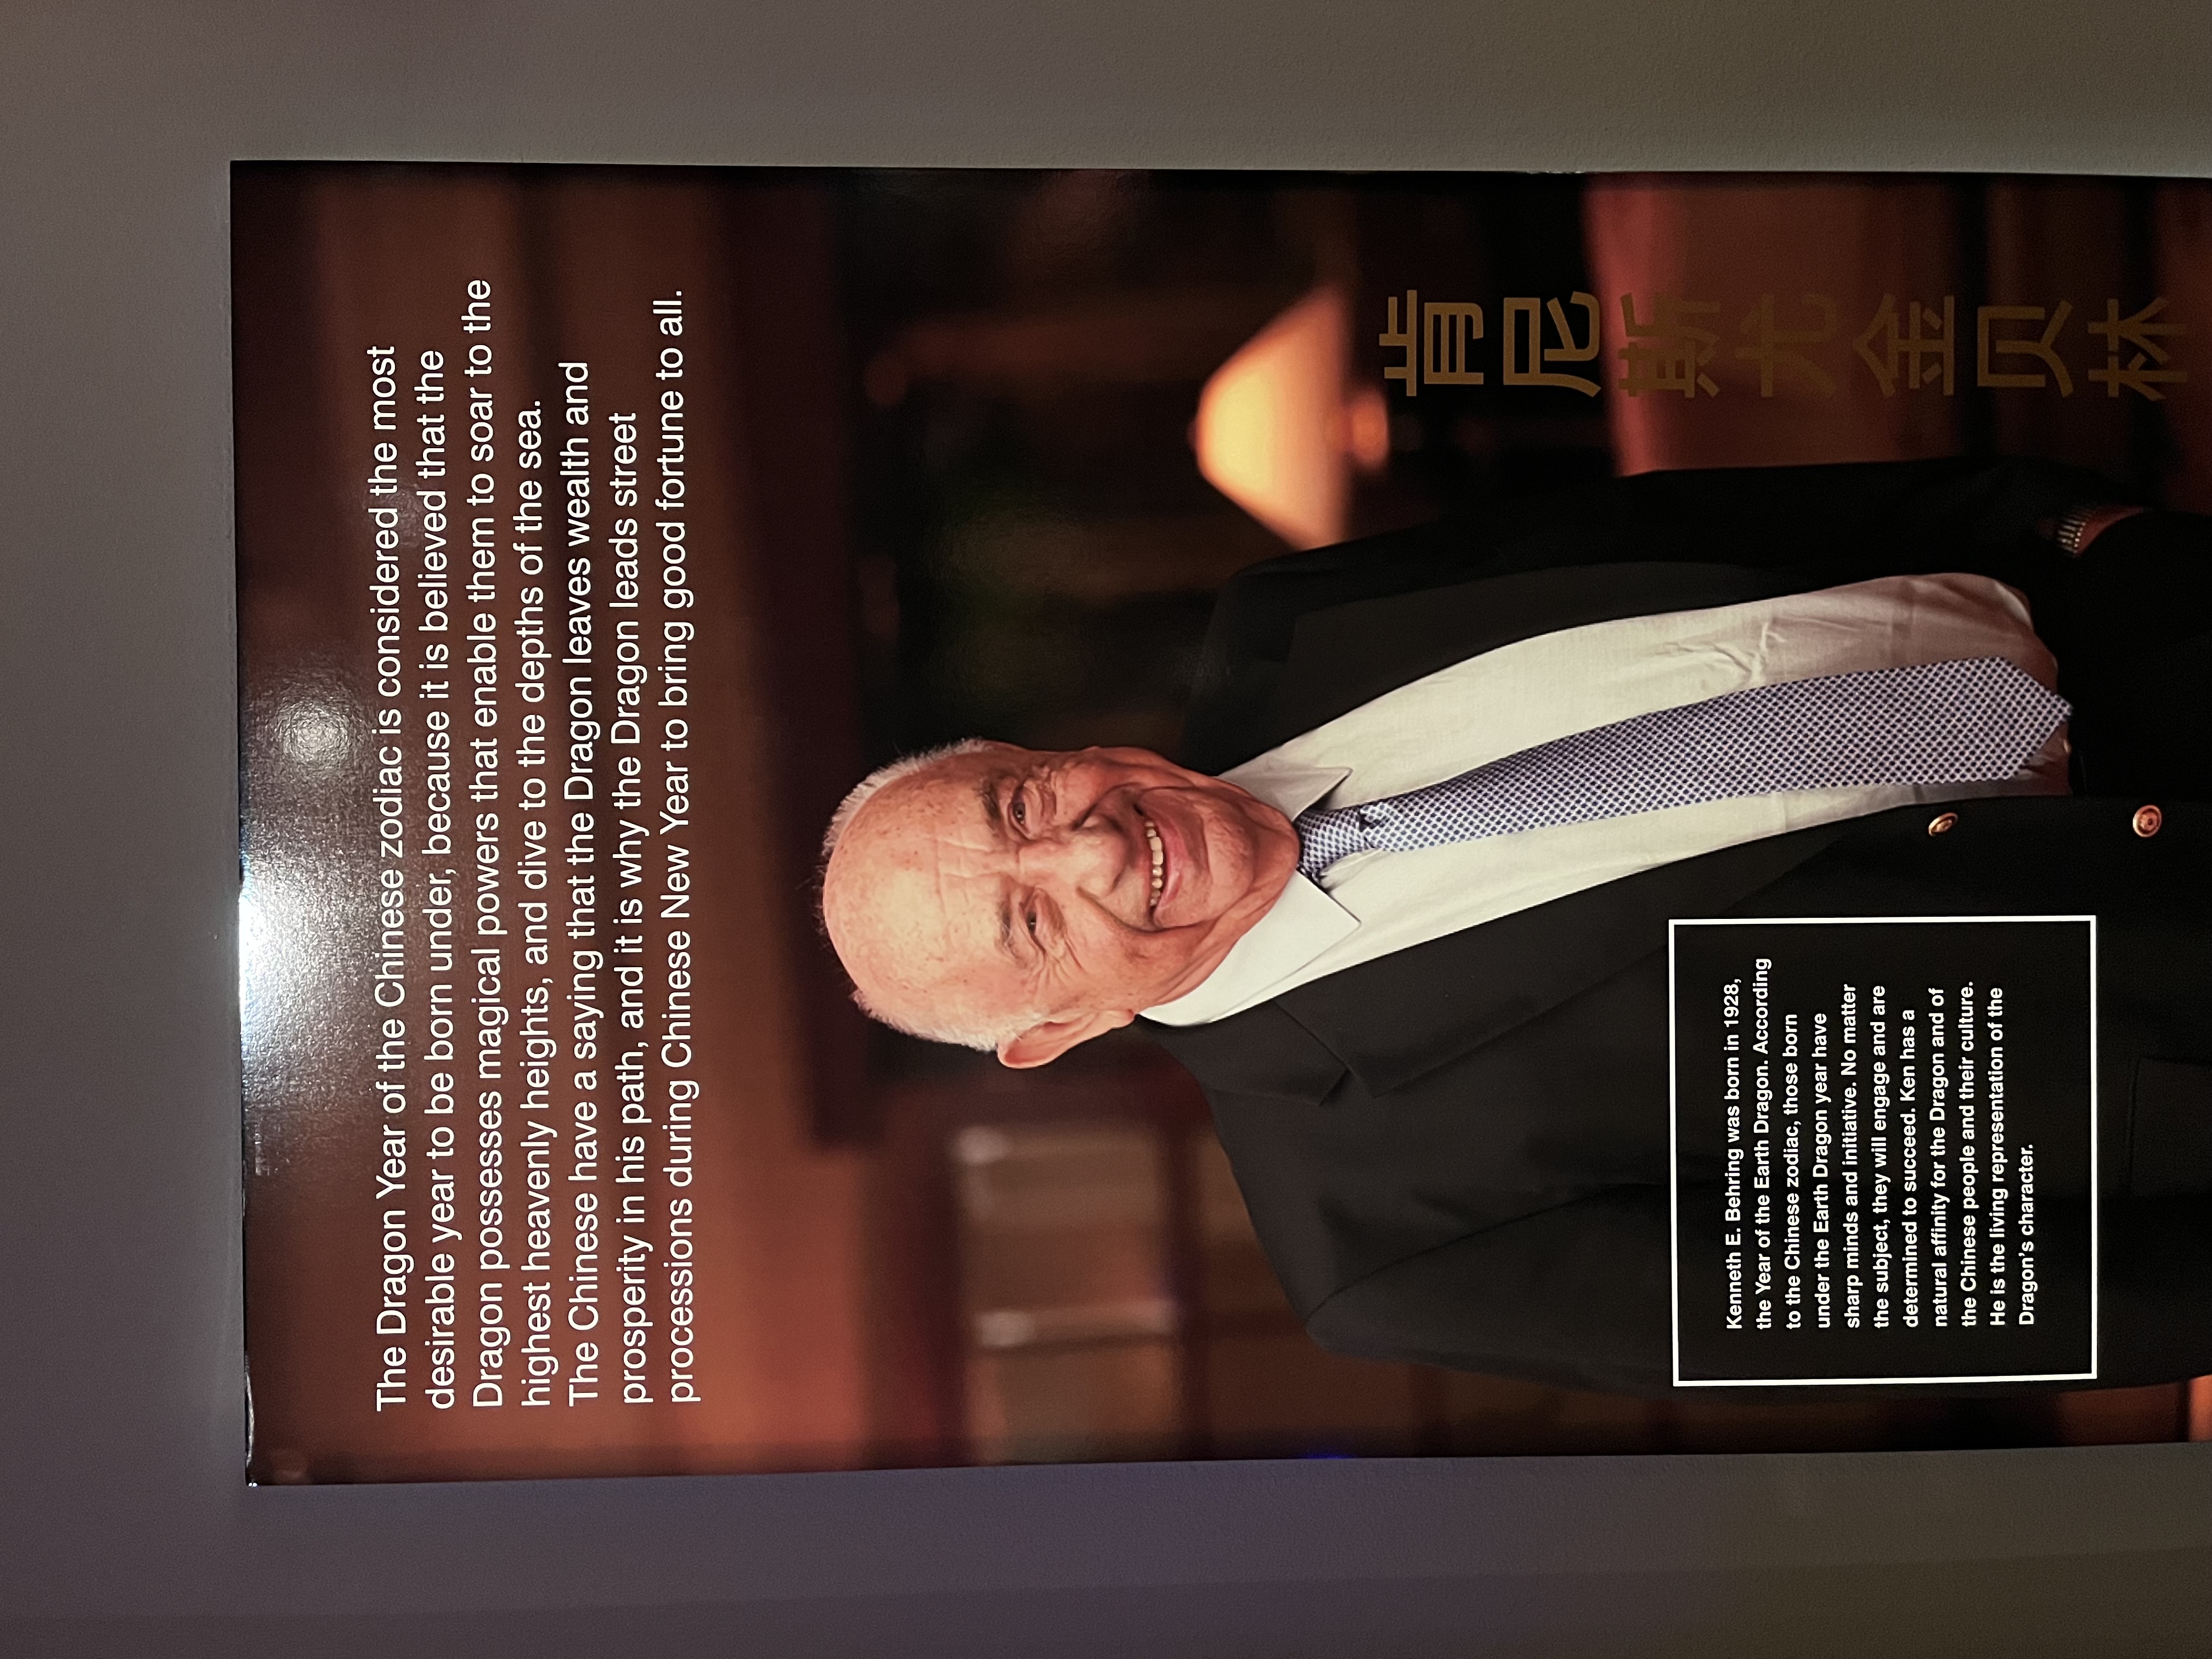 The Dragon Year of the Chinese zodiac is considered the most
desirable year to be born under, because it is believed that the
Dragon possesses magical powers that enable them to soar to the
highest heavenly heights, and dive to the depths of the sea.
The Chinese have a saying that the Dragon leaves wealth and
prosperity in his path, and it is why the Dragon leads street
processions during Chinese New Year to bring good fortune to all.
Kenneth E. Behring was born in 1928,
the Year of the Earth Dragon. According
to the Chinese zodiac, those born
under the Earth Dragon year have
sharp minds and initiative. No matter
the subject, they will engage and are
determined to succeed. Ken has a
natural affinity for the Dragon and of
the Chinese people and their culture.
He is the living representation of the
Dragon’s character.
肯尼斯尤金贝林